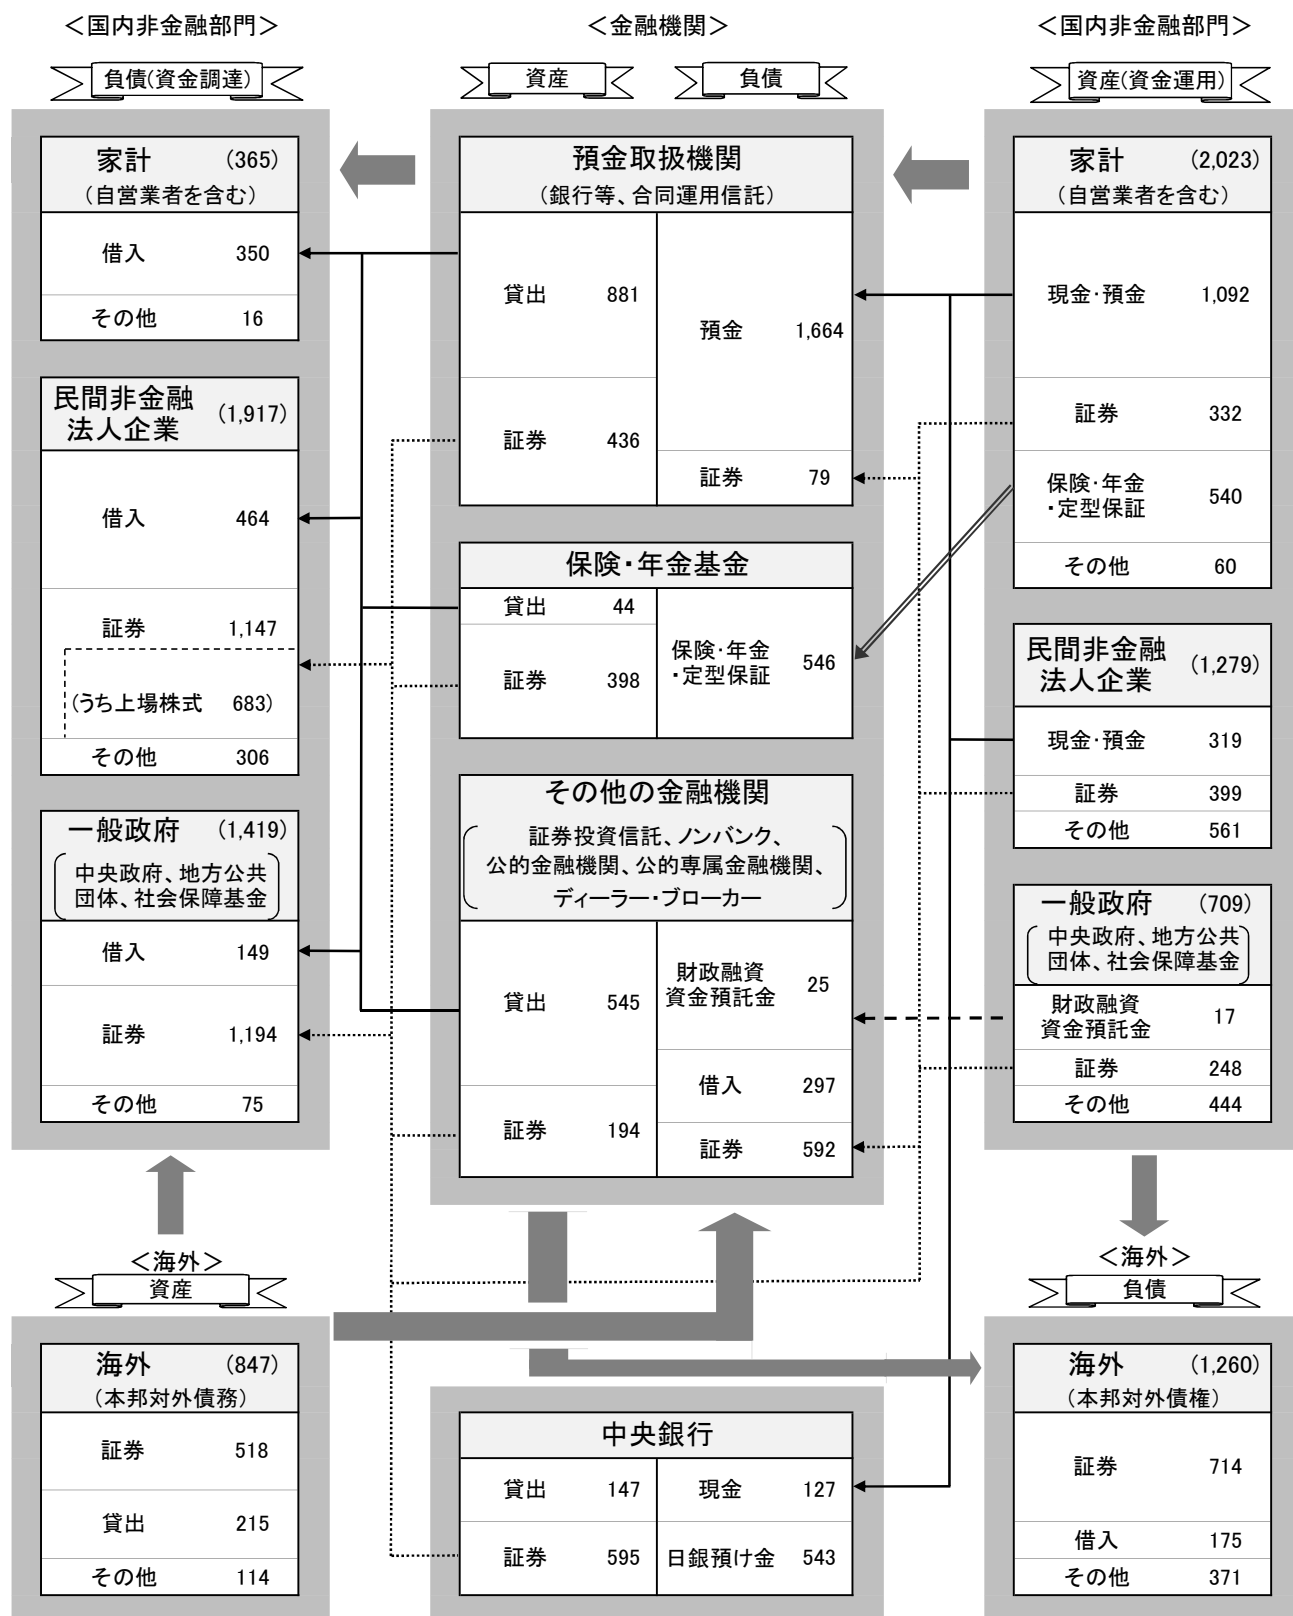 ＜国内非金融部門＞
負債(資金調達)
家計 (365)
（自営業者を含む）
借入 350
その他 16
民間非金融
法人企業 (1,917)
借入 464
証券 1,147
(うち上場株式 683)
その他 306
一般政府 (1,419)
中央政府、地方公共
団体、社会保障基金
借入 149
証券 1,194
その他 75
＜海外＞
資産
海外 (847)
（本邦対外債務）
証券 518
貸出 215
その他 114
＜金融機関＞
資産 負債
預金取扱機関
（銀行等、合同運用信託）
貸出 881
預金 1,664
証券 436
証券 79
保険・年金基金
貸出 44
保険・年金
・定型保証 546
証券 398
その他の金融機関
証券投資信託、ノンバンク、
公的金融機関、公的専属金融機関、
ディーラー・ブローカー
財政融資
資金預託金 25
貸出 545
借入 297
証券 194
証券 592
中央銀行
貸出 147 現金 127
証券 595 日銀預け金 543
＜国内非金融部門＞
資産(資金運用)
家計 (2,023)
（自営業者を含む）
現金・預金 1,092
証券 332
保険・年金
・定型保証 540
その他 60
民間非金融
法人企業 (1,279)
現金・預金 319
証券 399
その他 561
一般政府 (709)
中央政府、地方公共
団体、社会保障基金
財政融資
資金預託金 17
証券 248
その他 444
＜海外＞
負債
海外 (1,260)
（本邦対外債権）
証券 714
借入 175
その他 371